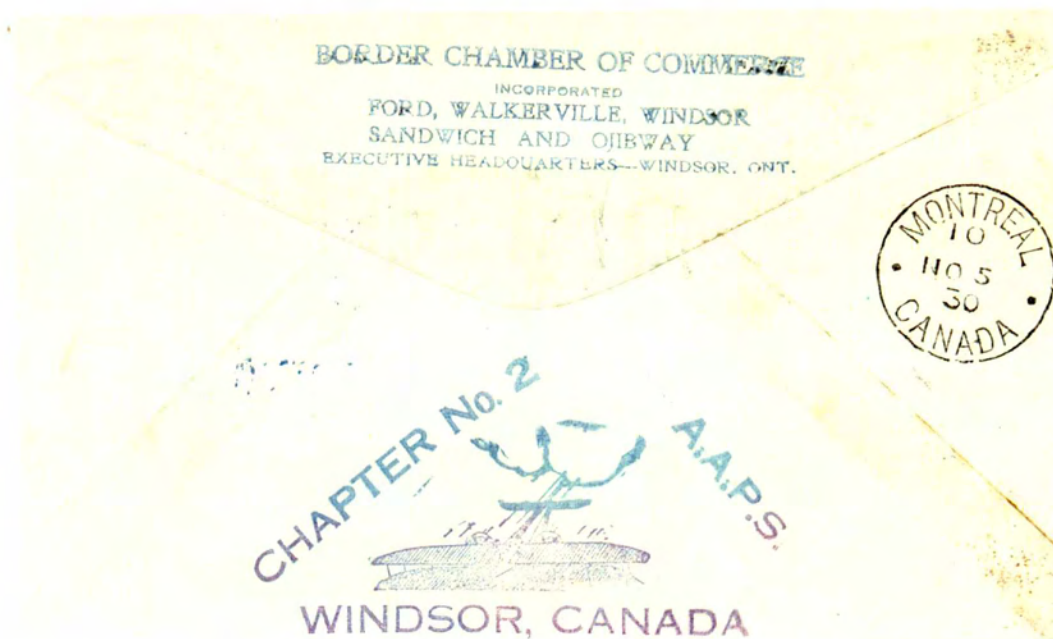 BORDER CHAMBER OF COMMERCE
INCORPORATED
FORD, WALKERVILLE, WINDSOR
SANDWICH AND OJIBWAY
EXECUTIVE HEADQUARTERS—WINDSOR, ONT.
MONTREAL
10
NO 5
30
CANADA
CHAPTER No. 2 A.A.P.S.
WINDSOR, CANADA